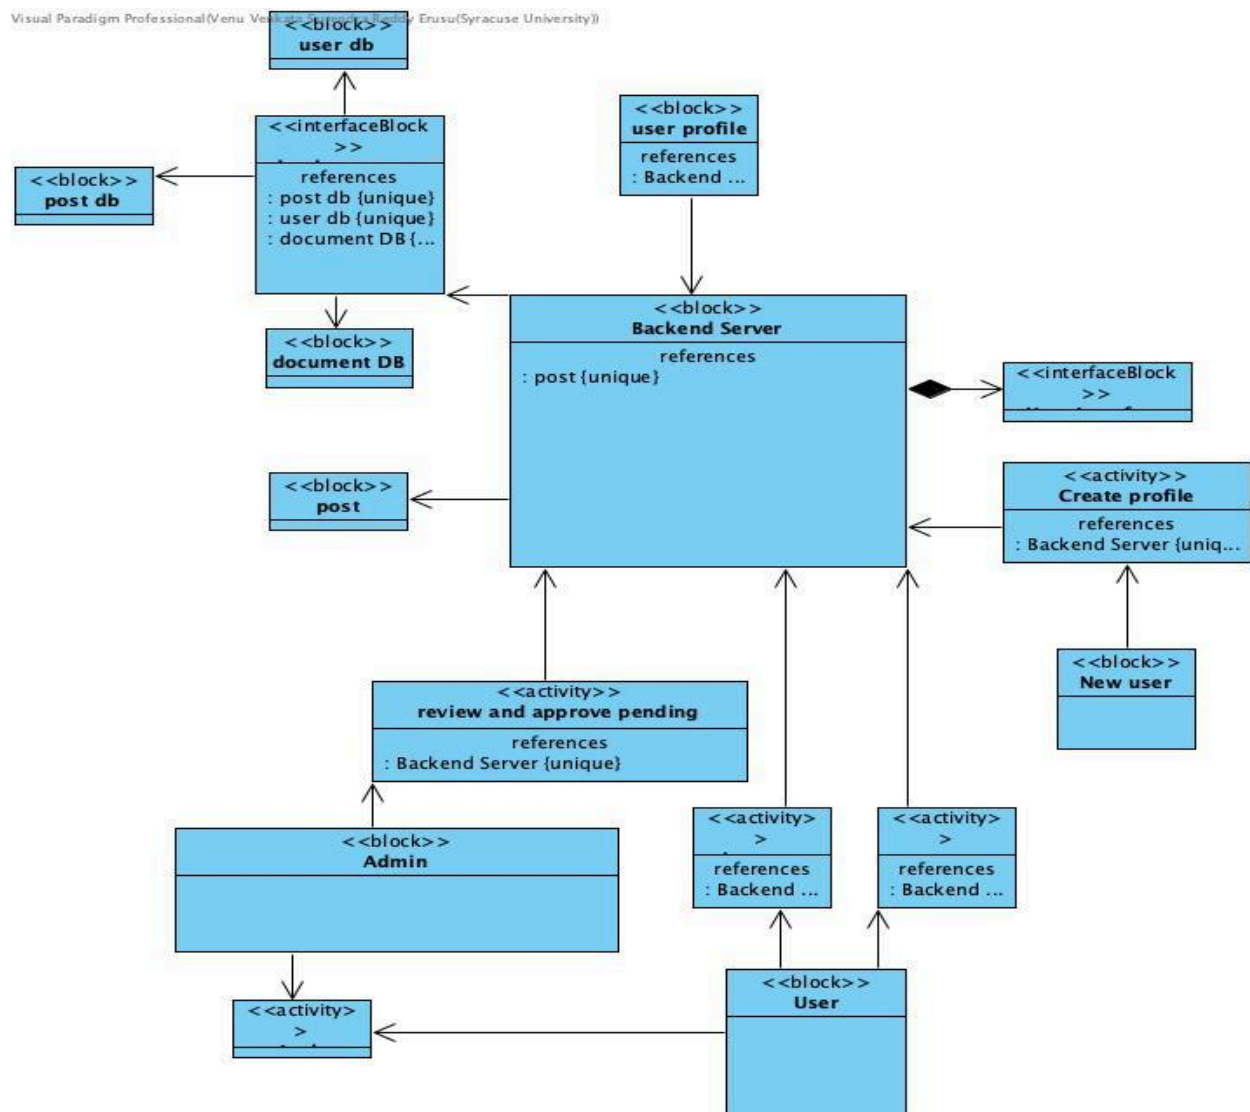 Visual Paradigm Professional(Venu Venkata Surendra Reddy Erusu(Syracuse University))
<<block>>
user db
<<interfaceBlock
>>
references
: post db {unique}
: user db {unique}
: document DB {...
<<block>>
post db
<<block>>
document DB
<<block>>
user profile
references
: Backend ...
<<block>>
Backend Server
references
: post {unique}
<<interfaceBlock
>>
<<block>>
post
<<activity>>
Create profile
references
: Backend Server {uniq...
<<block>>
New user
<<activity>>
review and approve pending
references
: Backend Server {unique}
<<block>>
Admin
<<activity>
>
references
: Backend ...
<<activity>
>
references
: Backend ...
<<activity>
>
<<block>>
User